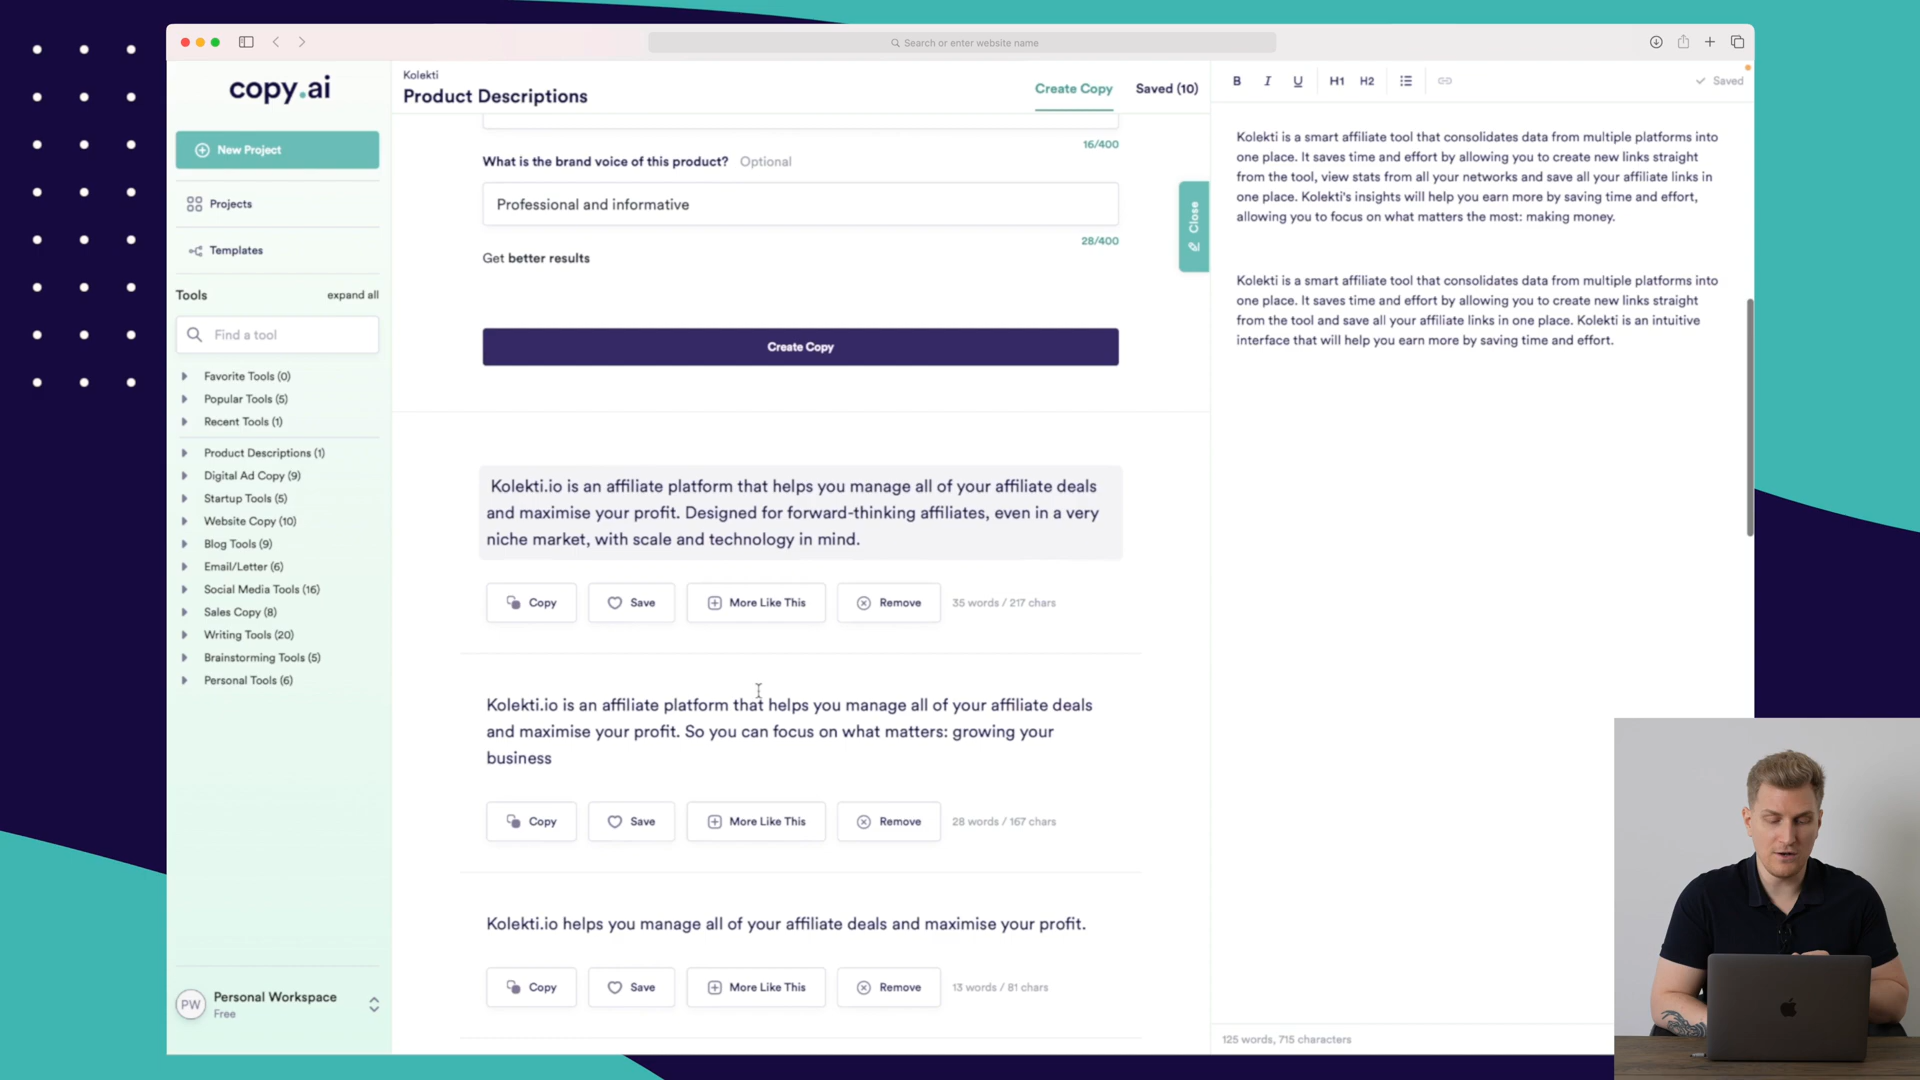 Search or enter website name
copy.ai
New Project
Projects
Templates
Tools
expand all
Find a tool
Favorite Tools (0)
Popular Tools (5)
Recent Tools (1)
Product Descriptions (1)
Digital Ad Copy (9)
Startup Tools (5)
Website Copy (10)
Blog Tools (9)
Email/Letter (6)
Social Media Tools (16)
Sales Copy (8)
Writing Tools (20)
Brainstorming Tools (5)
Personal Tools (6)
PW
Personal Workspace
Free
Kolekti
Product Descriptions
Create Copy
Saved (10)
16/400
What is the brand voice of this product? Optional
Professional and informative
28/400
Get better results
Create Copy
Close
Kolekti.io is an affiliate platform that helps you manage all of your affiliate deals
and maximise your profit. Designed for forward-thinking affiliates, even in a very
niche market, with scale and technology in mind.
Copy
Save
More Like This
Remove
35 words / 217 chars
Kolekti.io is an affiliate platform that helps you manage all of your affiliate deals
and maximise your profit. So you can focus on what matters: growing your
business
Copy
Save
More Like This
Remove
28 words / 167 chars
Kolekti.io helps you manage all of your affiliate deals and maximise your profit.
Copy
Save
More Like This
Remove
13 words / 81 chars
B
I
U
H1
H2
Saved
Kolekti is a smart affiliate tool that consolidates data from multiple platforms into
one place. It saves time and effort by allowing you to create new links straight
from the tool, view stats from all your networks and save all your affiliate links in
one place. Kolekti's insights will help you earn more by saving time and effort,
allowing you to focus on what matters the most: making money.
Kolekti is a smart affiliate tool that consolidates data from multiple platforms into
one place. It saves time and effort by allowing you to create new links straight
from the tool and save all your affiliate links in one place. Kolekti is an intuitive
interface that will help you earn more by saving time and effort.
125 words, 715 characters